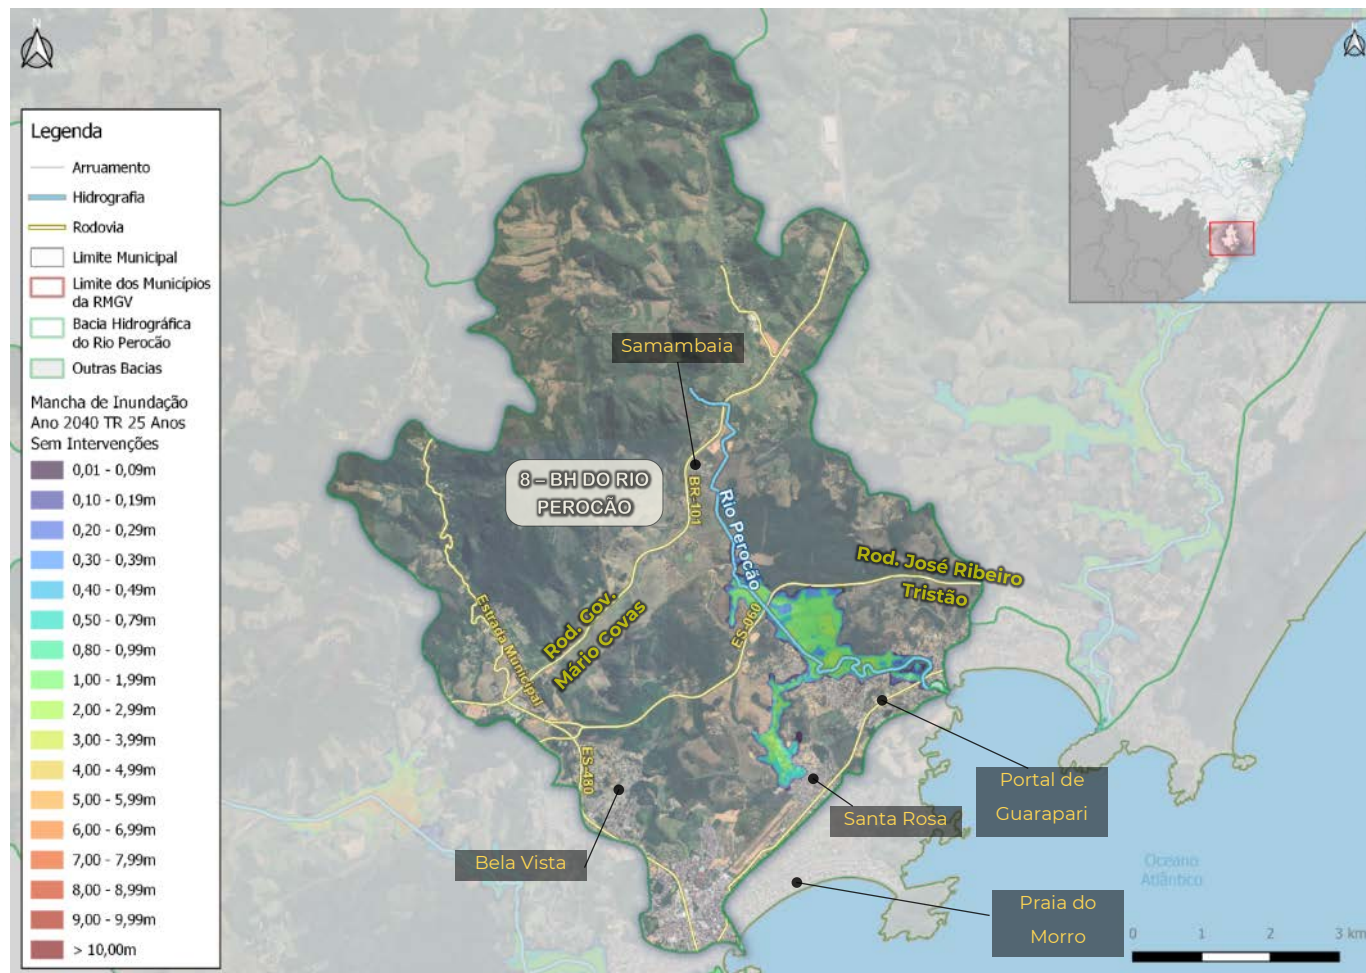 N
N
Legenda
Arruamento
Hidrografia
Rodovia
Limite Municipal
Limite dos Municípios
da RMGV
Bacia Hidrográfica
do Rio Perocão
Outras Bacias
Mancha de Inundação
Ano 2040 TR 25 Anos
Sem Intervenções
0,01 - 0,09m
0,10 - 0,19m
0,20 - 0,29m
0,30 - 0,39m
0,40 - 0,49m
0,50 - 0,79m
0,80 - 0,99m
1,00 - 1,99m
2,00 - 2,99m
3,00 - 3,99m
4,00 - 4,99m
5,00 - 5,99m
6,00 - 6,99m
7,00 - 7,99m
8,00 - 8,99m
9,00 - 9,99m
> 10,00m
Samambaia
8 – BH DO RIO
PEROCÃO
BR-101
Rio Perocão
Rod. José Ribeiro
Tristão
Rod. Gov.
Mário Covas
ES-060
Estrada Municipal
ES-480
Portal de
Guarapari
Santa Rosa
Bela Vista
Praia do
Morro
Oceano
Atlântico
0 1 2 3 km